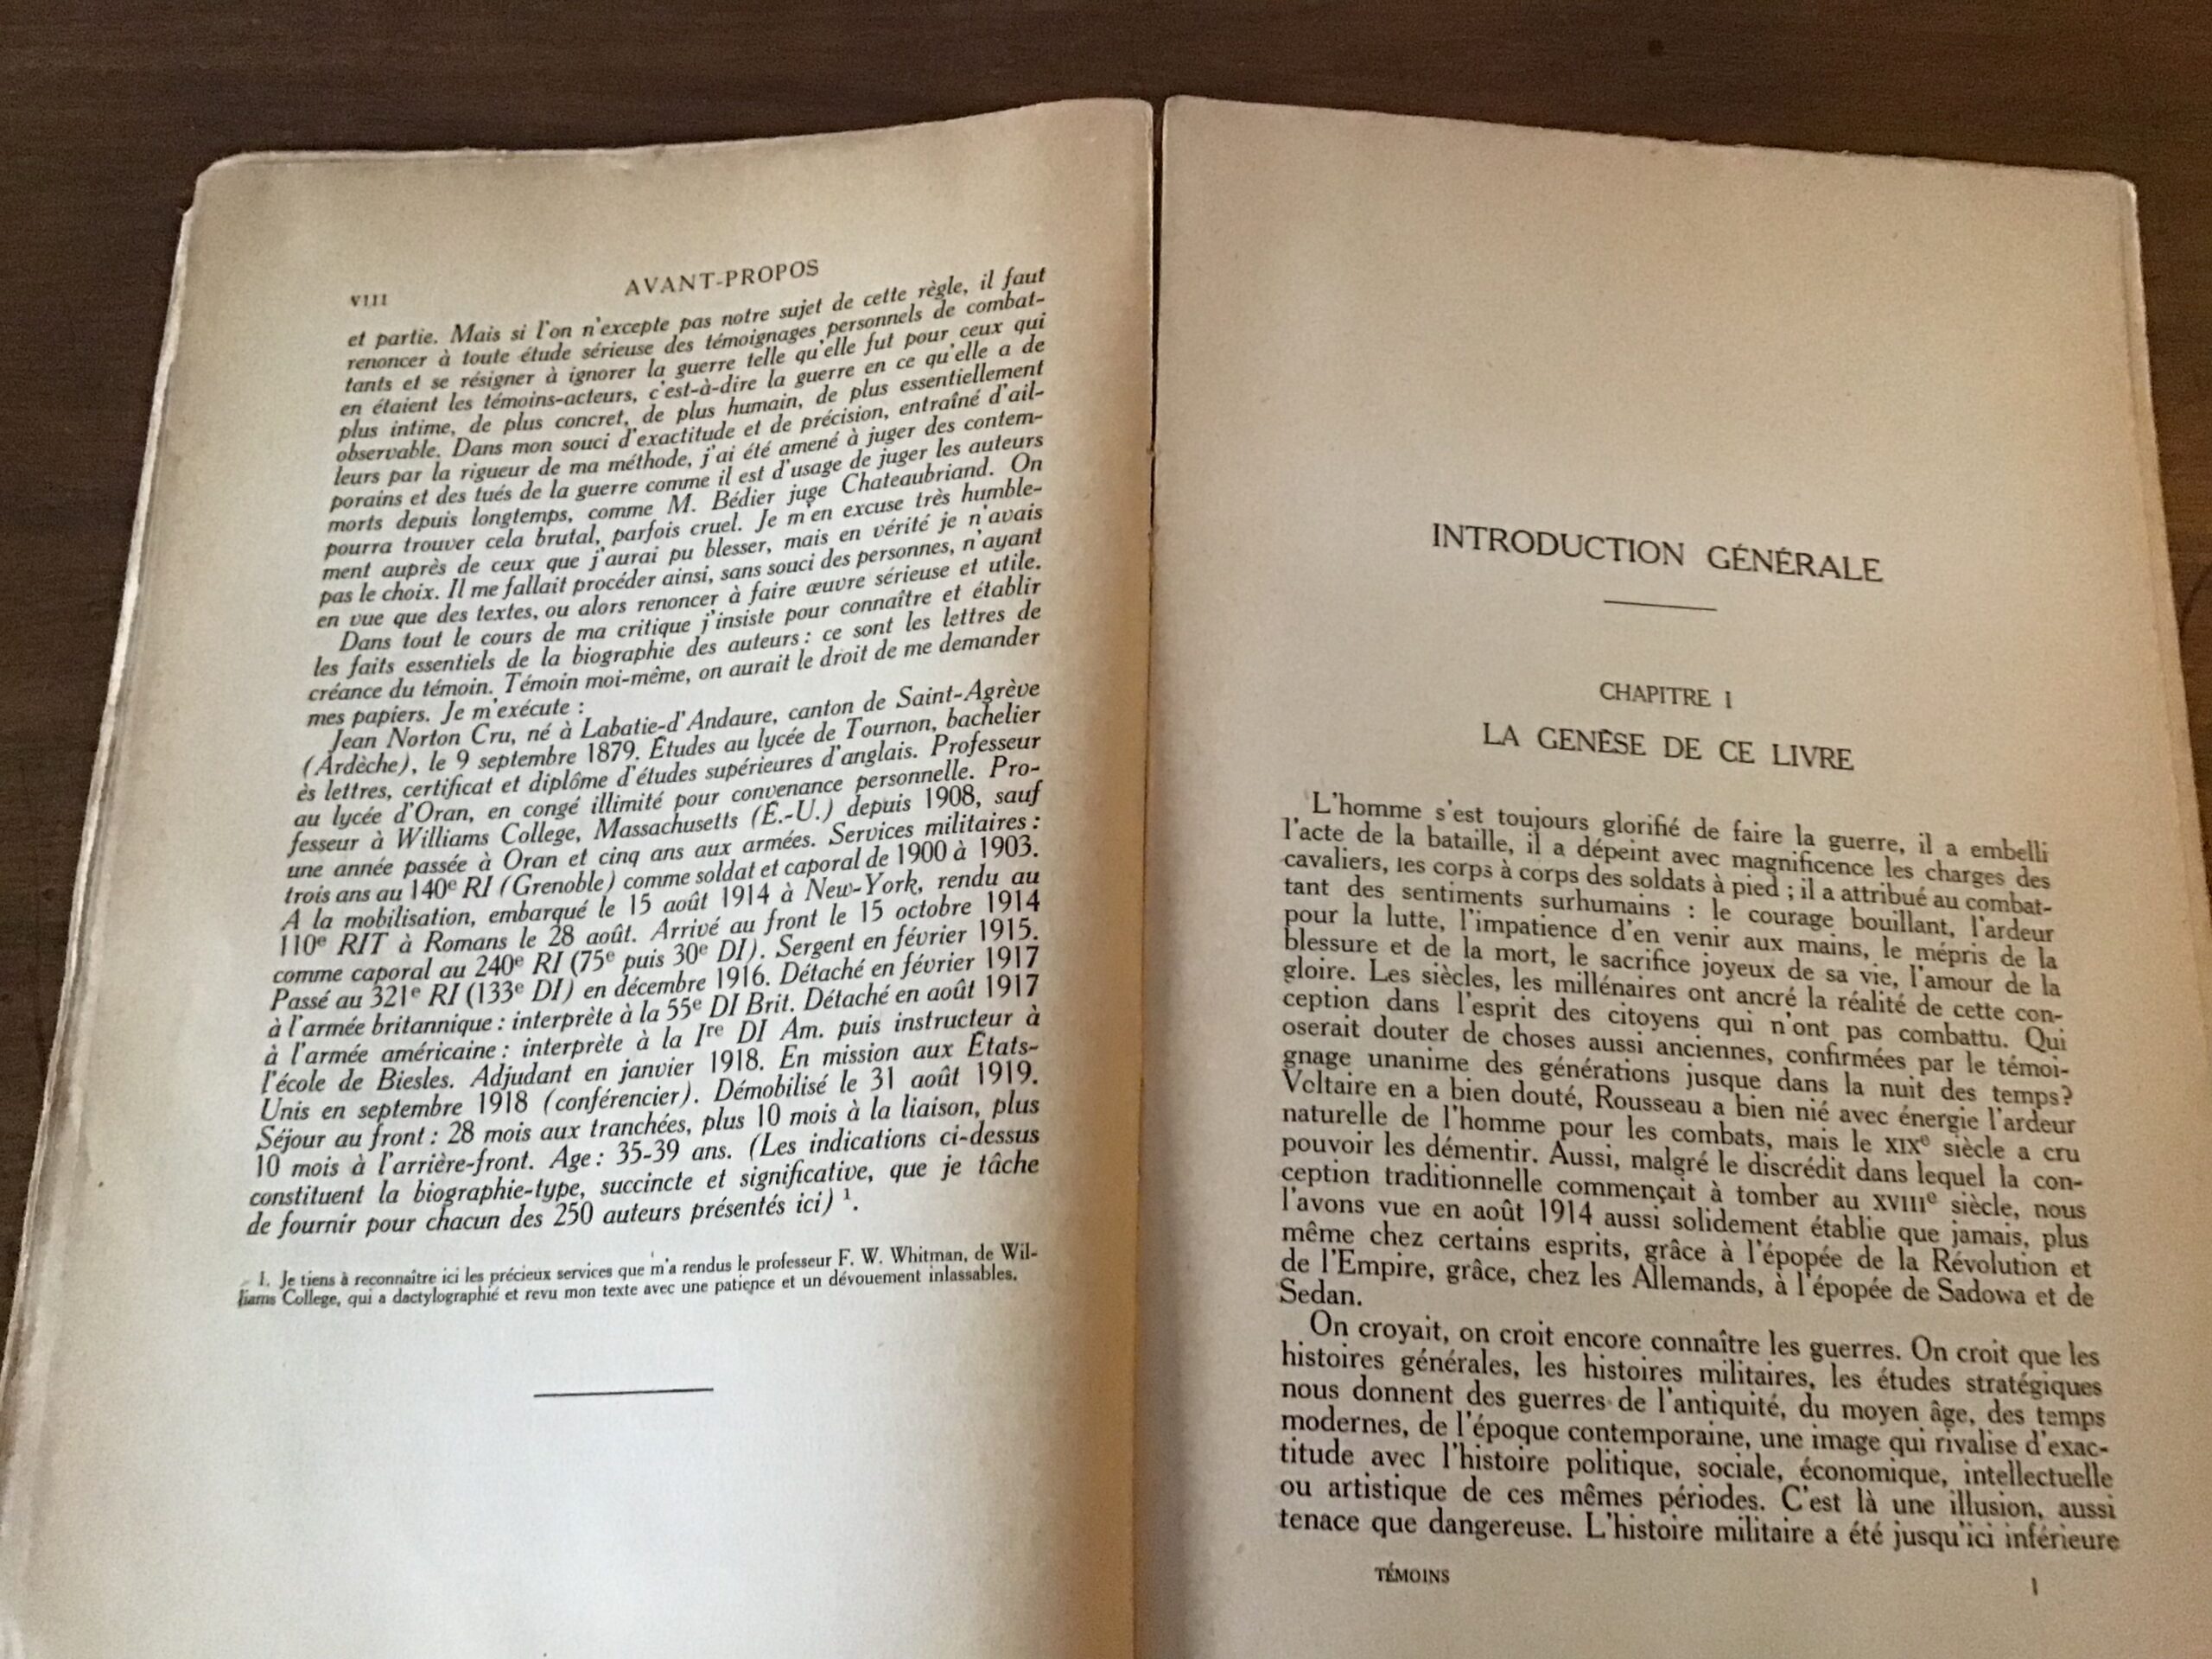 VIII
AVANT-PROPOS
et partie. Mais si l'on n'excepte pas notre sujet de cette règle, il faut
renoncer à toute étude sérieuse des témoignages personnels de combat-
tants et se résigner à ignorer la guerre telle qu'elle fut pour ceux qui
en étaient les témoins-acteurs, c'est-à-dire la guerre en ce qu'elle a de
plus intime, de plus concret, de plus humain, de plus essentiellement
observable. Dans mon souci d'exactitude et de précision, entraîné d'ail-
leurs par la rigueur de ma méthode, j'ai été amené à juger des contem-
porains et des tués de la guerre comme il est d'usage de juger les auteurs
morts depuis longtemps, comme M. Bédier juge Chateaubriand. On
pourra trouver cela brutal, parfois cruel. Je m'en excuse très humble-
ment auprès de ceux que j'aurai pu blesser, mais en vérité je n'avais
pas le choix. Il me fallait procéder ainsi, sans souci des personnes, n'ayant
en vue que des textes, ou alors renoncer à faire œuvre sérieuse et utile.
Dans tout le cours de ma critique j'insiste pour connaître et établir
les faits essentiels de la biographie des auteurs : ce sont les lettres de
créance du témoin. Témoin moi-même, on aurait le droit de me demander
mes papiers. Je m'exécute :
Jean Norton Cru, né à Labatie-d'Andaure, canton de Saint-Agrève
(Ardèche), le 9 septembre 1879. Études au lycée de Tournon, bachelier
ès lettres, certificat et diplôme d'études supérieures d'anglais. Professeur
au lycée d'Oran, en congé illimité pour convenance personnelle. Pro-
fesseur à Williams College, Massachusetts (É.-U.) depuis 1908, sauf
une année passée à Oran et cinq ans aux armées. Services militaires :
trois ans au 140e RI (Grenoble) comme soldat et caporal de 1900 à 1903.
A la mobilisation, embarqué le 15 août 1914 à New-York, rendu au
110e RIT à Romans le 28 août. Arrivé au front le 15 octobre 1914
comme caporal au 240e RI (75e puis 30e DI). Sergent en février 1915.
Passé au 321e RI (133e DI) en décembre 1916. Détaché en février 1917
à l'armée britannique : interprète à la 55e DI Brit. Détaché en août 1917
à l'armée américaine : interprète à la Ire DI Am. puis instructeur à
l'école de Biesles. Adjudant en janvier 1918. En mission aux États-
Unis en septembre 1918 (conférencier). Démobilisé le 31 août 1919.
Séjour au front : 28 mois aux tranchées, plus 10 mois à la liaison, plus
10 mois à l'arrière-front. Age : 35-39 ans. (Les indications ci-dessus
constituent la biographie-type, succincte et significative, que je tâche
de fournir pour chacun des 250 auteurs présentés ici) 1.
1. Je tiens à reconnaître ici les précieux services que m'a rendus le professeur F. W. Whitman, de Wil-
liams College, qui a dactylographié et revu mon texte avec une patience et un dévouement inlassables.
INTRODUCTION GÉNÉRALE
CHAPITRE I
LA GENÈSE DE CE LIVRE
L'homme s'est toujours glorifié de faire la guerre, il a embelli
l'acte de la bataille, il a dépeint avec magnificence les charges des
cavaliers, les corps à corps des soldats à pied ; il a attribué au combat-
tant des sentiments surhumains : le courage bouillant, l'ardeur
pour la lutte, l'impatience d'en venir aux mains, le mépris de la
blessure et de la mort, le sacrifice joyeux de sa vie, l'amour de la
gloire. Les siècles, les millénaires ont ancré la réalité de cette con-
ception dans l'esprit des citoyens qui n'ont pas combattu. Qui
oserait douter de choses aussi anciennes, confirmées par le témoi-
gnage unanime des générations jusque dans la nuit des temps?
Voltaire en a bien douté, Rousseau a bien nié avec énergie l'ardeur
naturelle de l'homme pour les combats, mais le XIXe siècle a cru
pouvoir les démentir. Aussi, malgré le discrédit dans lequel la con-
ception traditionnelle commençait à tomber au XVIIIe siècle, nous
l'avons vue en août 1914 aussi solidement établie que jamais, plus
même chez certains esprits, grâce à l'épopée de la Révolution et
de l'Empire, grâce, chez les Allemands, à l'épopée de Sadowa et de
Sedan.
On croyait, on croit encore connaître les guerres. On croit que les
histoires générales, les histoires militaires, les études stratégiques
nous donnent des guerres de l'antiquité, du moyen âge, des temps
modernes, de l'époque contemporaine, une image qui rivalise d'exac-
titude avec l'histoire politique, sociale, économique, intellectuelle
ou artistique de ces mêmes périodes. C'est là une illusion, aussi
tenace que dangereuse. L'histoire militaire a été jusqu'ici inférieure
TÉMOINS
1